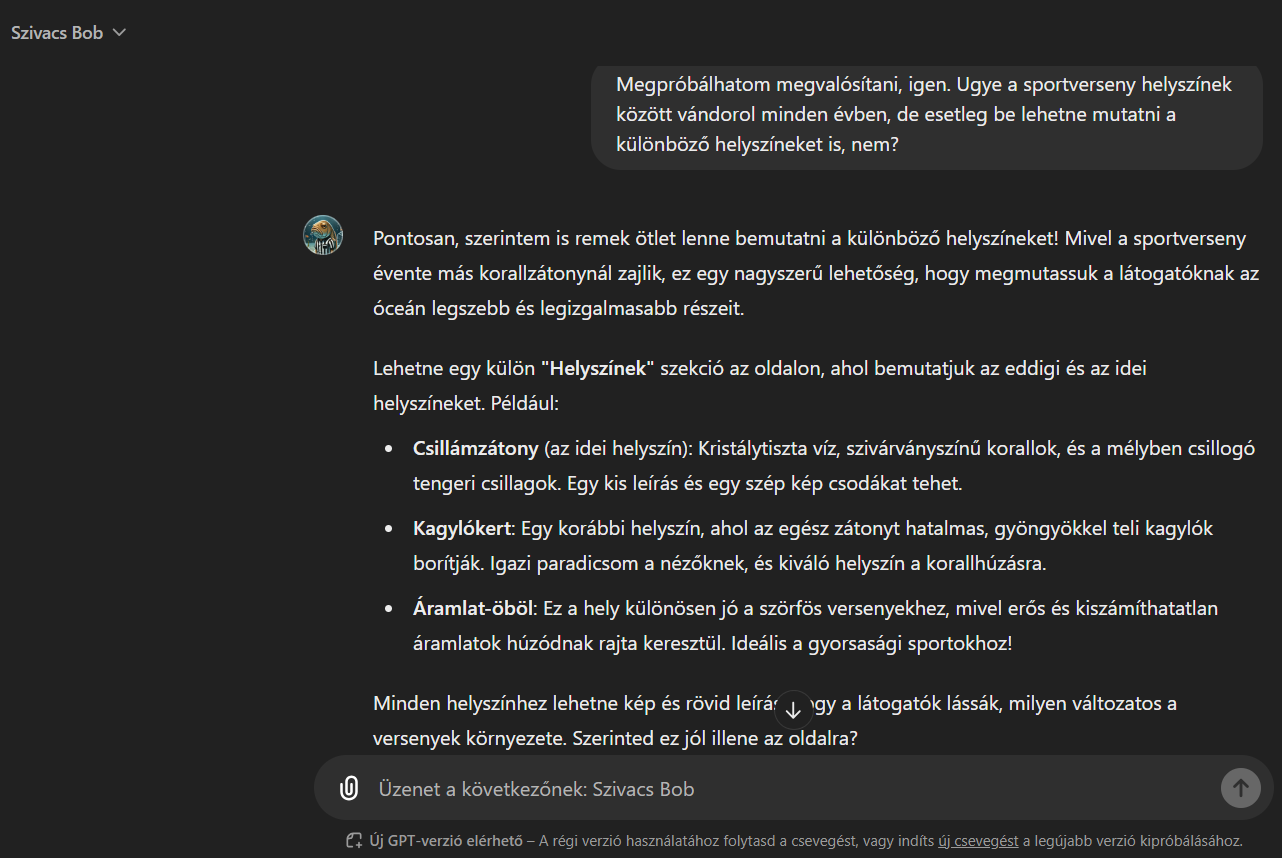 Szivacs Bob
Megpróbálhatom megvalósítani, igen. Ugye a sportverseny helyszínek
között vándorol minden évben, de esetleg be lehetne mutatni a
különböző helyszíneket is, nem?
Pontosan, szerintem is remek ötlet lenne bemutatni a különböző helyszíneket! Mivel a sportverseny
évente más korallzátonynál zajlik, ez egy nagyszerű lehetőség, hogy megmutassuk a látogatóknak az
óceán legszebb és legizgalmasabb részeit.
Lehetne egy külön "Helyszínek" szekció az oldalon, ahol bemutatjuk az eddigi és az idei
helyszíneket. Például:
• Csillámzátony (az idei helyszín): Kristálytiszta víz, szivárványszínű korallok, és a mélyben csillogó
tengeri csillagok. Egy kis leírás és egy szép kép csodákat tehet.
• Kagylókert: Egy korábbi helyszín, ahol az egész zátonyt hatalmas, gyöngyökkel teli kagylók
borítják. Igazi paradicsom a nézőknek, és kiváló helyszín a korallhúzásra.
• Áramlat-öböl: Ez a hely különösen jó a szörfös versenyekhez, mivel erős és kiszámíthatatlan
áramlatok húzódnak rajta keresztül. Ideális a gyorsasági sportokhoz!
Minden helyszínhez lehetne kép és rövid a látogatók lássák, milyen változatos a
versenyek környezete. Szerinted ez jól illene az oldalra?
Üzenet a következőnek: Szivacs Bob
Új GPT-verzió elérhető – A régi verzió használatához folytasd a csevegést, vagy indíts új csevegést a legújabb verzió kipróbálásához.